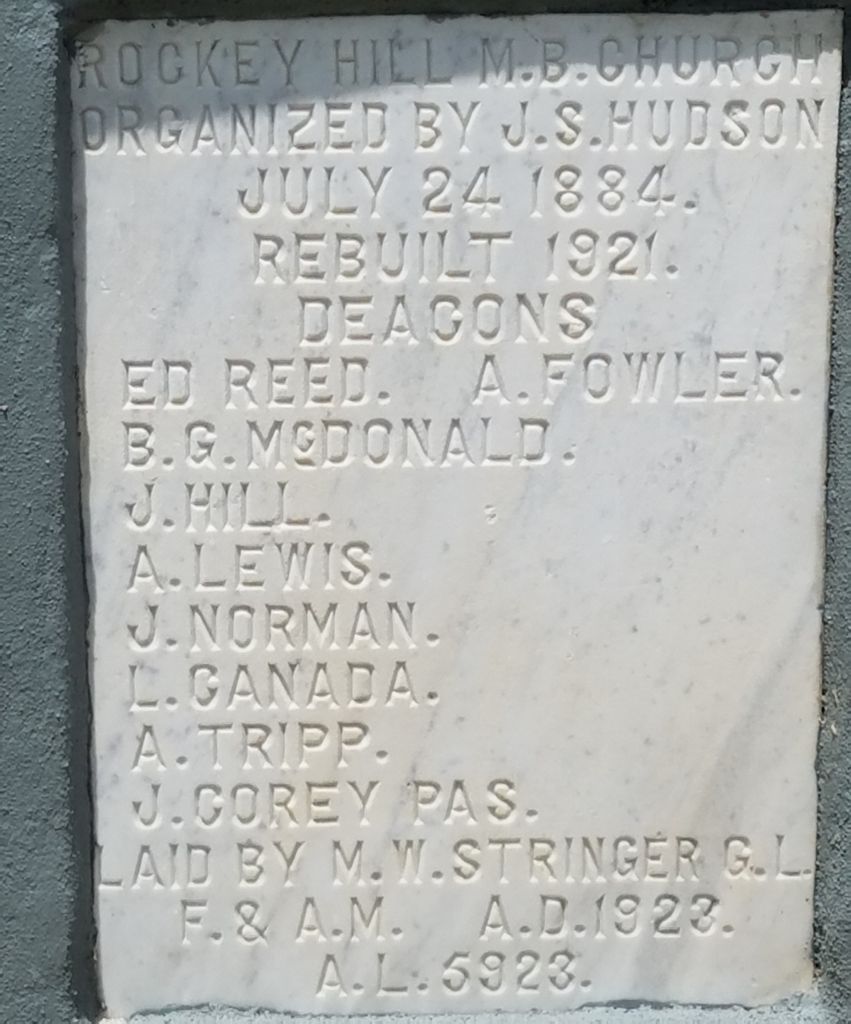 ROCKEY HILL M.B.CHURCH
ORGANIZED BY J.S.HUDSON
JULY 24 1884.
REBUILT 1921.
DEACONS
ED REED. A.FOWLER.
B.G.McDONALD.
J.HILL.
A.LEWIS.
J.NORMAN.
L.CANADA.
A.TRIPP.
J.COREY PAS.
LAID BY M.W.STRINGER G.L.
F.& A.M. A.D.1923.
A.L.5923.